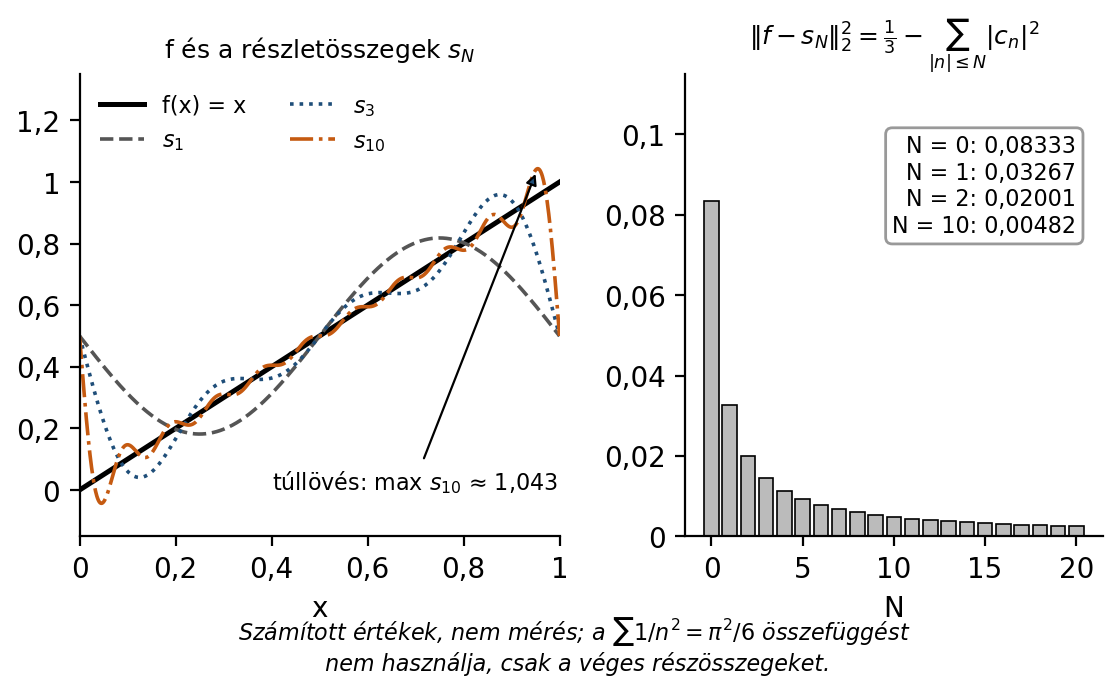 f és a részletösszegek s_N
f(x) = x
s_1
s_3
s_10
1,2
1
0,8
0,6
0,4
0,2
0
túllövés: max s_10 ≈ 1,043
0 0,2 0,4 0,6 0,8 1
x
‖f − s_N‖₂² = 1/3 − ∑_{|n| ≤ N} |c_n|²
0,1
0,08
0,06
0,04
0,02
0
N = 0: 0,08333
N = 1: 0,03267
N = 2: 0,02001
N = 10: 0,00482
0 5 10 15 20
N
Számított értékek, nem mérés; a ∑1/n² = π²/6 összefüggést
nem használja, csak a véges részösszegeket.